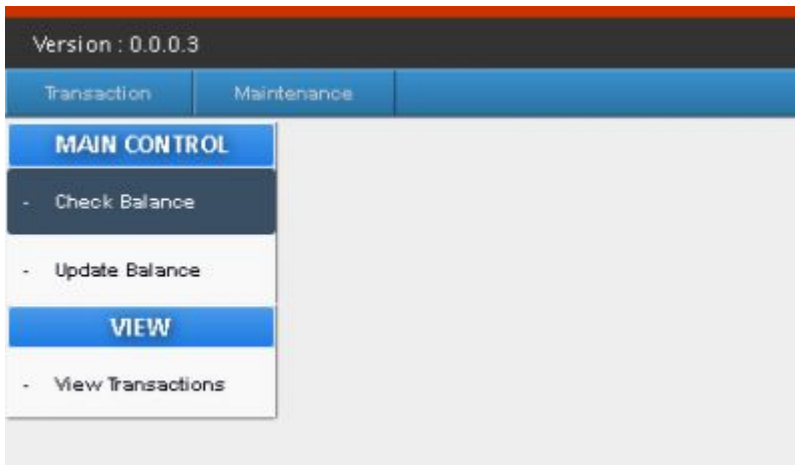 Version : 0.0.0.3
Transaction Maintenance
MAIN CONTROL
- Check Balance
- Update Balance
VIEW
- View Transactions